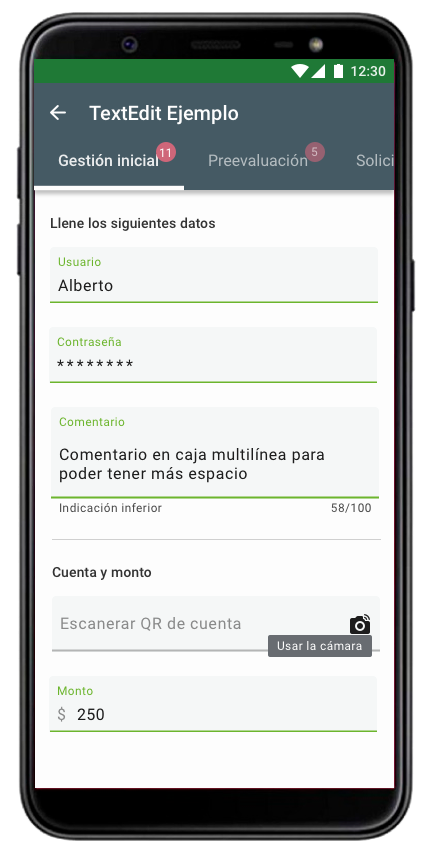 12:30
TextEdit Ejemplo
Gestión inicial 11 Preevaluación 5 Solici
Llene los siguientes datos
Usuario
Alberto
Contraseña
********
Comentario
Comentario en caja multilínea para
poder tener más espacio
Indicación inferior 58/100
Cuenta y monto
Escanerar QR de cuenta
Usar la cámara
Monto
$ 250